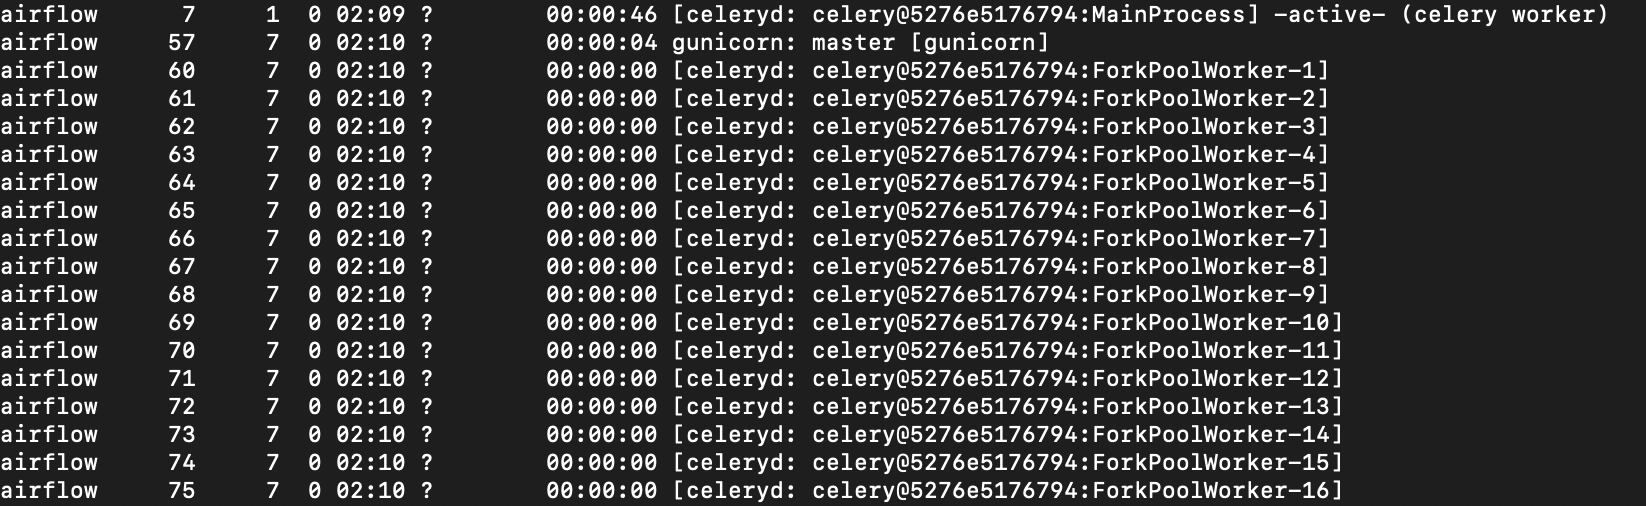 airflow 7 1 0 02:09 ? 00:00:46 [celeryd: celery@5276e5176794:MainProcess] -active- (celery worker)
airflow 57 7 0 02:10 ? 00:00:04 gunicorn: master [gunicorn]
airflow 60 7 0 02:10 ? 00:00:00 [celeryd: celery@5276e5176794:ForkPoolWorker-1]
airflow 61 7 0 02:10 ? 00:00:00 [celeryd: celery@5276e5176794:ForkPoolWorker-2]
airflow 62 7 0 02:10 ? 00:00:00 [celeryd: celery@5276e5176794:ForkPoolWorker-3]
airflow 63 7 0 02:10 ? 00:00:00 [celeryd: celery@5276e5176794:ForkPoolWorker-4]
airflow 64 7 0 02:10 ? 00:00:00 [celeryd: celery@5276e5176794:ForkPoolWorker-5]
airflow 65 7 0 02:10 ? 00:00:00 [celeryd: celery@5276e5176794:ForkPoolWorker-6]
airflow 66 7 0 02:10 ? 00:00:00 [celeryd: celery@5276e5176794:ForkPoolWorker-7]
airflow 67 7 0 02:10 ? 00:00:00 [celeryd: celery@5276e5176794:ForkPoolWorker-8]
airflow 68 7 0 02:10 ? 00:00:00 [celeryd: celery@5276e5176794:ForkPoolWorker-9]
airflow 69 7 0 02:10 ? 00:00:00 [celeryd: celery@5276e5176794:ForkPoolWorker-10]
airflow 70 7 0 02:10 ? 00:00:00 [celeryd: celery@5276e5176794:ForkPoolWorker-11]
airflow 71 7 0 02:10 ? 00:00:00 [celeryd: celery@5276e5176794:ForkPoolWorker-12]
airflow 72 7 0 02:10 ? 00:00:00 [celeryd: celery@5276e5176794:ForkPoolWorker-13]
airflow 73 7 0 02:10 ? 00:00:00 [celeryd: celery@5276e5176794:ForkPoolWorker-14]
airflow 74 7 0 02:10 ? 00:00:00 [celeryd: celery@5276e5176794:ForkPoolWorker-15]
airflow 75 7 0 02:10 ? 00:00:00 [celeryd: celery@5276e5176794:ForkPoolWorker-16]